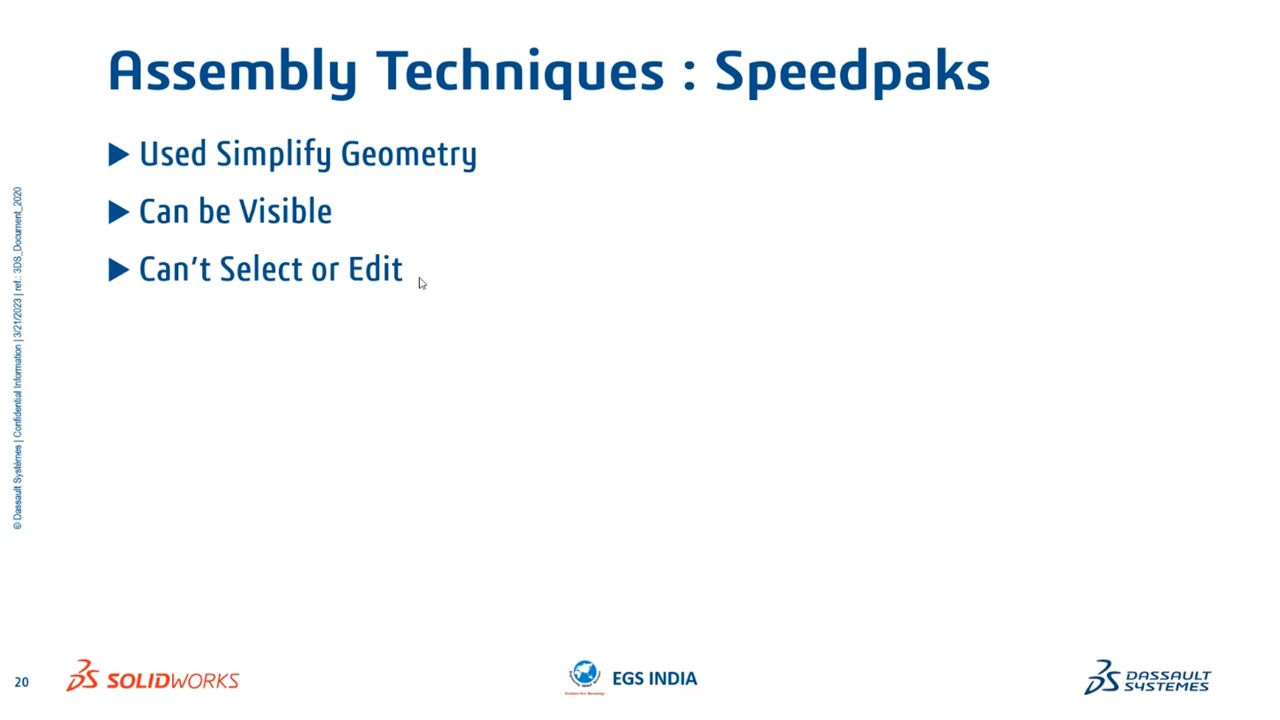 Assembly Techniques : Speedpaks
▶ Used Simplify Geometry
▶ Can be Visible
▶ Can't Select or Edit
© Dassault Systèmes | Confidential Information | 3/21/2023 | ref.: 3DS_Document_2020
20
SOLIDWORKS
EGS INDIA
DASSAULT
SYSTEMES